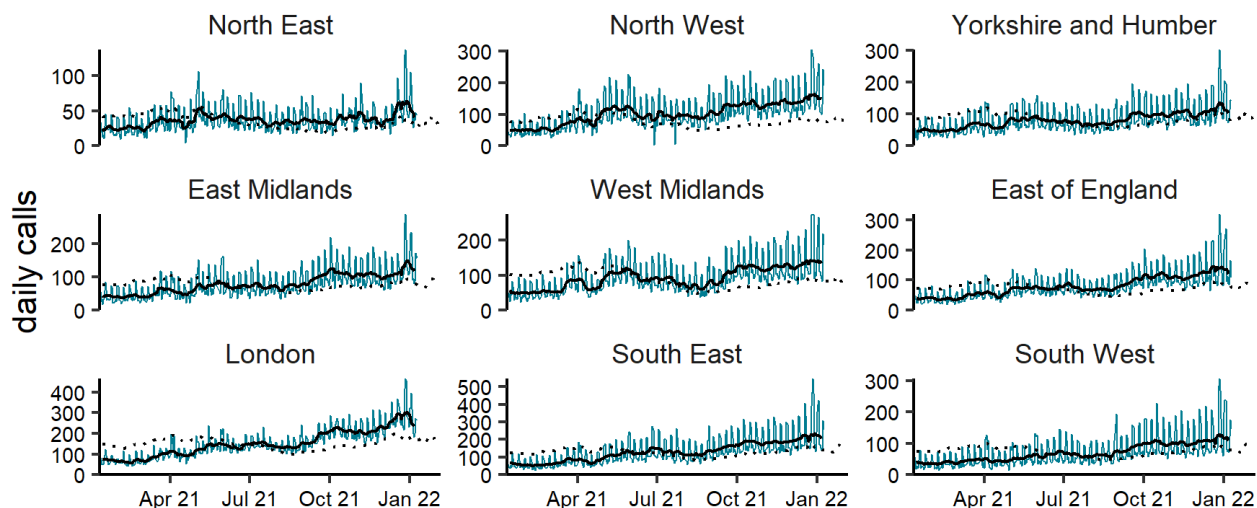 North East
North West
Yorkshire and Humber
100
50
0
300
200
100
0
300
200
100
0
East Midlands
West Midlands
East of England
daily calls
200
100
0
200
100
0
300
200
100
0
London
South East
South West
400
300
200
100
0
500
400
300
200
100
0
300
200
100
0
Apr 21 Jul 21 Oct 21 Jan 22
Apr 21 Jul 21 Oct 21 Jan 22
Apr 21 Jul 21 Oct 21 Jan 22